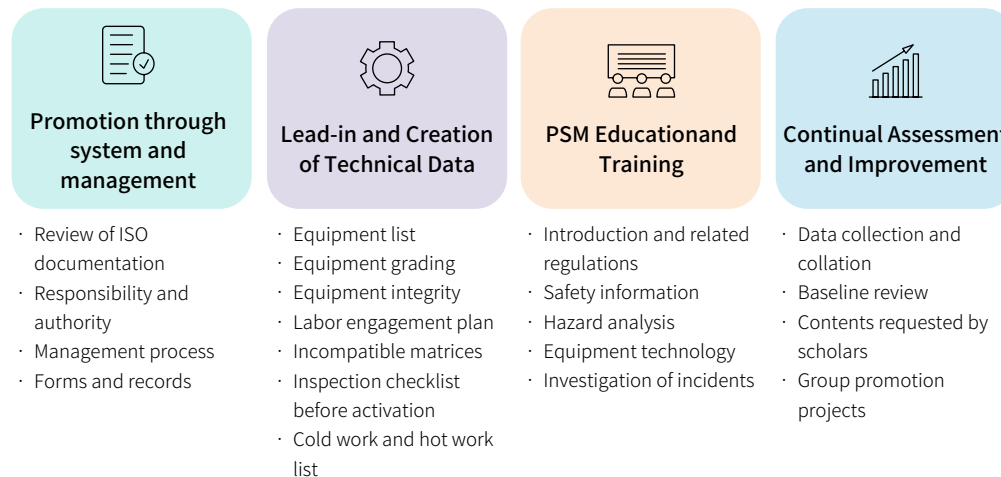 Promotion through
system and
management
· Review of ISO
documentation
· Responsibility and
authority
· Management process
· Forms and records
Lead-in and Creation
of Technical Data
· Equipment list
· Equipment grading
· Equipment integrity
· Labor engagement plan
· Incompatible matrices
· Inspection checklist
before activation
· Cold work and hot work
list
PSM Educationand
Training
· Introduction and related
regulations
· Safety information
· Hazard analysis
· Equipment technology
· Investigation of incidents
Continual Assessment
and Improvement
· Data collection and
collation
· Baseline review
· Contents requested by
scholars
· Group promotion
projects